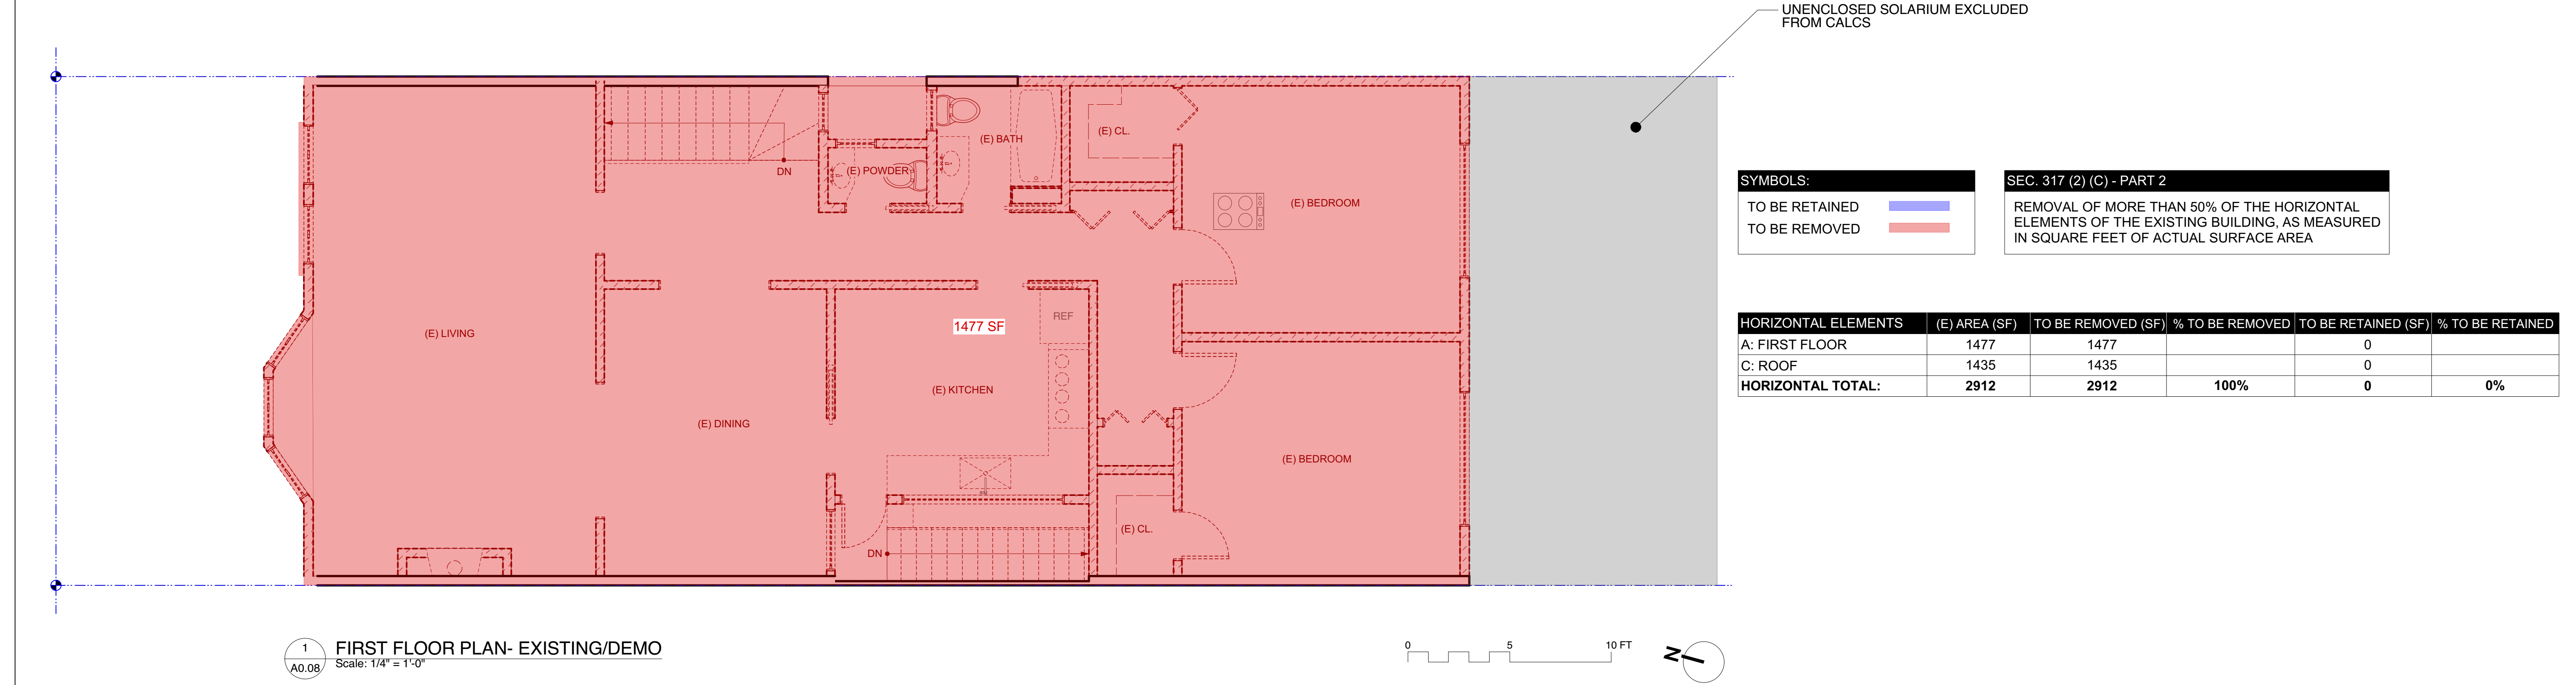 UNENCLOSED SOLARIUM EXCLUDED
FROM CALCS
(E) CL.
(E) BATH
DN
(E) POWDER
(E) BEDROOM
REF
1477 SF
(E) LIVING
(E) KITCHEN
(E) DINING
(E) BEDROOM
(E) CL.
DN
SYMBOLS:
TO BE RETAINED
TO BE REMOVED
SEC. 317 (2) (C) - PART 2
REMOVAL OF MORE THAN 50% OF THE HORIZONTAL
ELEMENTS OF THE EXISTING BUILDING, AS MEASURED
IN SQUARE FEET OF ACTUAL SURFACE AREA
HORIZONTAL ELEMENTS (E) AREA (SF) TO BE REMOVED (SF) % TO BE REMOVED TO BE RETAINED (SF) % TO BE RETAINED
A: FIRST FLOOR 1477 1477 0
C: ROOF 1435 1435 0
HORIZONTAL TOTAL: 2912 2912 100% 0 0%
1
A0.08
FIRST FLOOR PLAN- EXISTING/DEMO
Scale: 1/4" = 1'-0"
0 5 10 FT
N